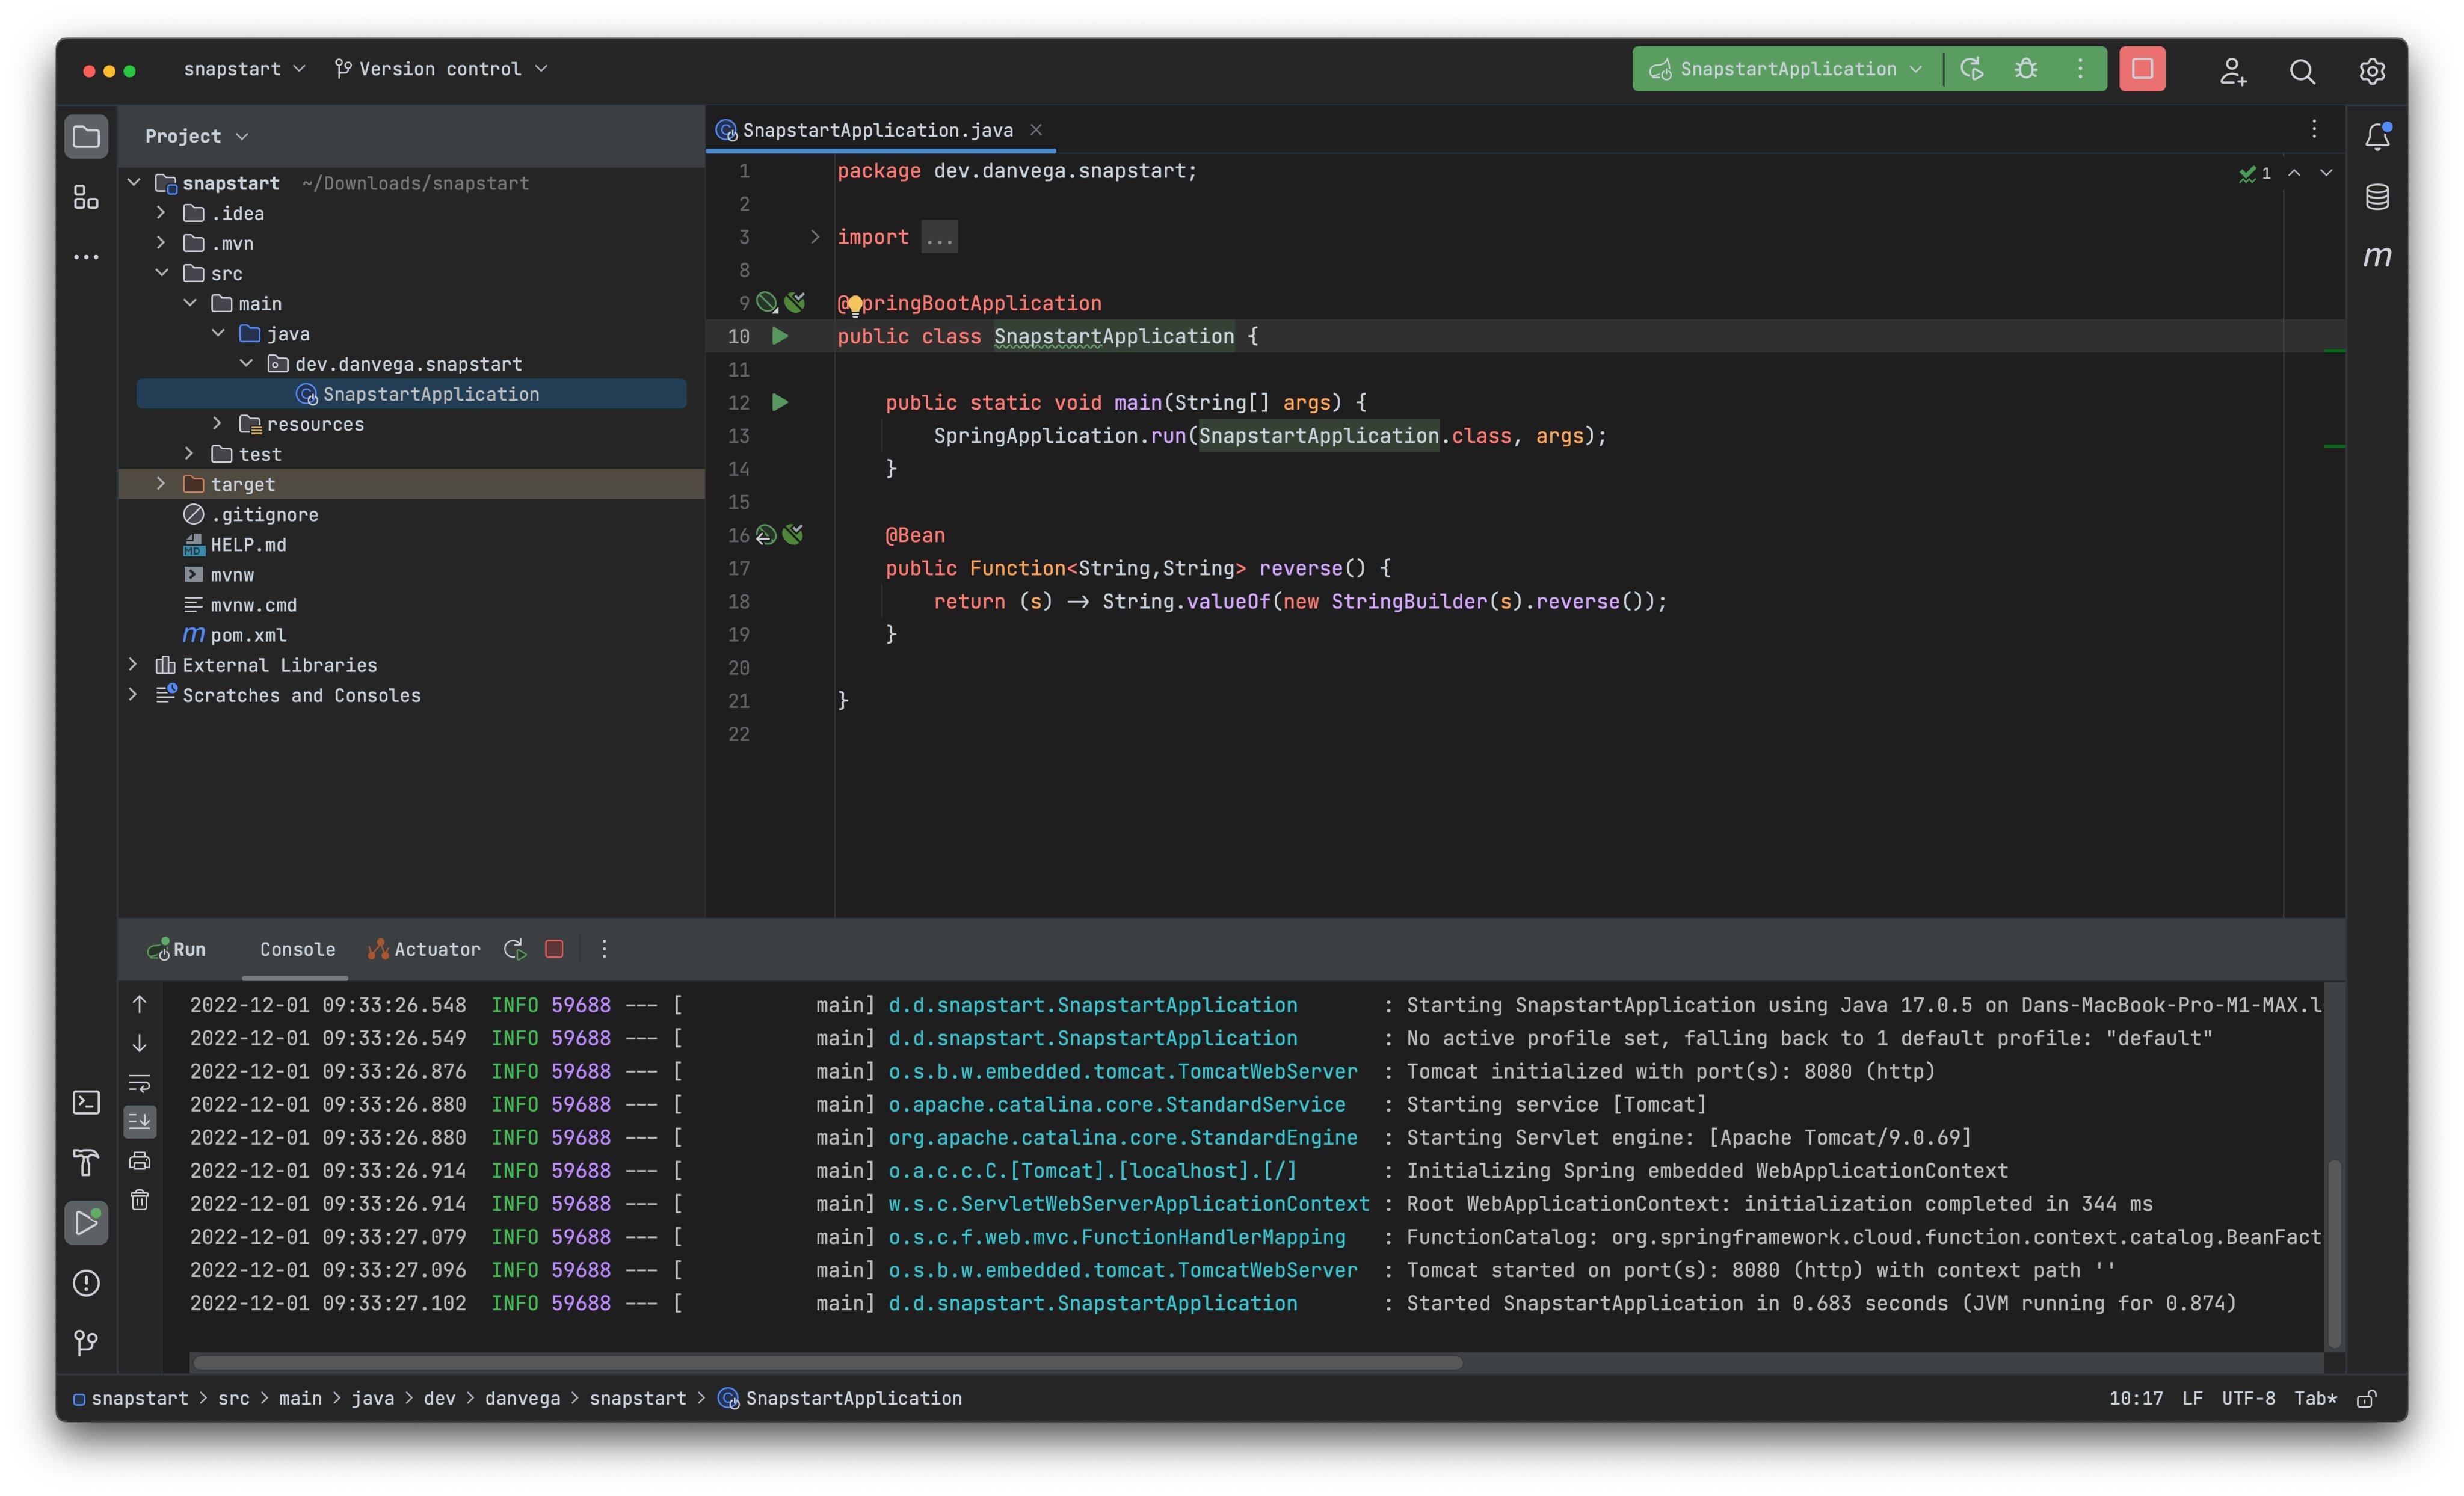 snapstart Version control SnapstartApplication
Project
SnapstartApplication.java
snapstart ~/Downloads/snapstart
.idea
.mvn
src
main
java
dev.danvega.snapstart
SnapstartApplication
resources
test
target
.gitignore
HELP.md
mvnw
mvnw.cmd
pom.xml
External Libraries
Scratches and Consoles
1 package dev.danvega.snapstart;
2
3 import ...
8
9 @SpringBootApplication
10 public class SnapstartApplication {
11
12 public static void main(String[] args) {
13 SpringApplication.run(SnapstartApplication.class, args);
14 }
15
16 @Bean
17 public Function<String,String> reverse() {
18 return (s) → String.valueOf(new StringBuilder(s).reverse());
19 }
20
21 }
22
1
m
Run Console Actuator
2022-12-01 09:33:26.548 INFO 59688 --- [ main] d.d.snapstart.SnapstartApplication : Starting SnapstartApplication using Java 17.0.5 on Dans-MacBook-Pro-M1-MAX.l
2022-12-01 09:33:26.549 INFO 59688 --- [ main] d.d.snapstart.SnapstartApplication : No active profile set, falling back to 1 default profile: "default"
2022-12-01 09:33:26.876 INFO 59688 --- [ main] o.s.b.w.embedded.tomcat.TomcatWebServer : Tomcat initialized with port(s): 8080 (http)
2022-12-01 09:33:26.880 INFO 59688 --- [ main] o.apache.catalina.core.StandardService : Starting service [Tomcat]
2022-12-01 09:33:26.880 INFO 59688 --- [ main] org.apache.catalina.core.StandardEngine : Starting Servlet engine: [Apache Tomcat/9.0.69]
2022-12-01 09:33:26.914 INFO 59688 --- [ main] o.a.c.c.C.[Tomcat].[localhost].[/] : Initializing Spring embedded WebApplicationContext
2022-12-01 09:33:26.914 INFO 59688 --- [ main] w.s.c.ServletWebServerApplicationContext : Root WebApplicationContext: initialization completed in 344 ms
2022-12-01 09:33:27.079 INFO 59688 --- [ main] o.s.c.f.web.mvc.FunctionHandlerMapping : FunctionCatalog: org.springframework.cloud.function.context.catalog.BeanFact
2022-12-01 09:33:27.096 INFO 59688 --- [ main] o.s.b.w.embedded.tomcat.TomcatWebServer : Tomcat started on port(s): 8080 (http) with context path ''
2022-12-01 09:33:27.102 INFO 59688 --- [ main] d.d.snapstart.SnapstartApplication : Started SnapstartApplication in 0.683 seconds (JVM running for 0.874)
snapstart > src > main > java > dev > danvega > snapstart > SnapstartApplication 10:17 LF UTF-8 Tab*